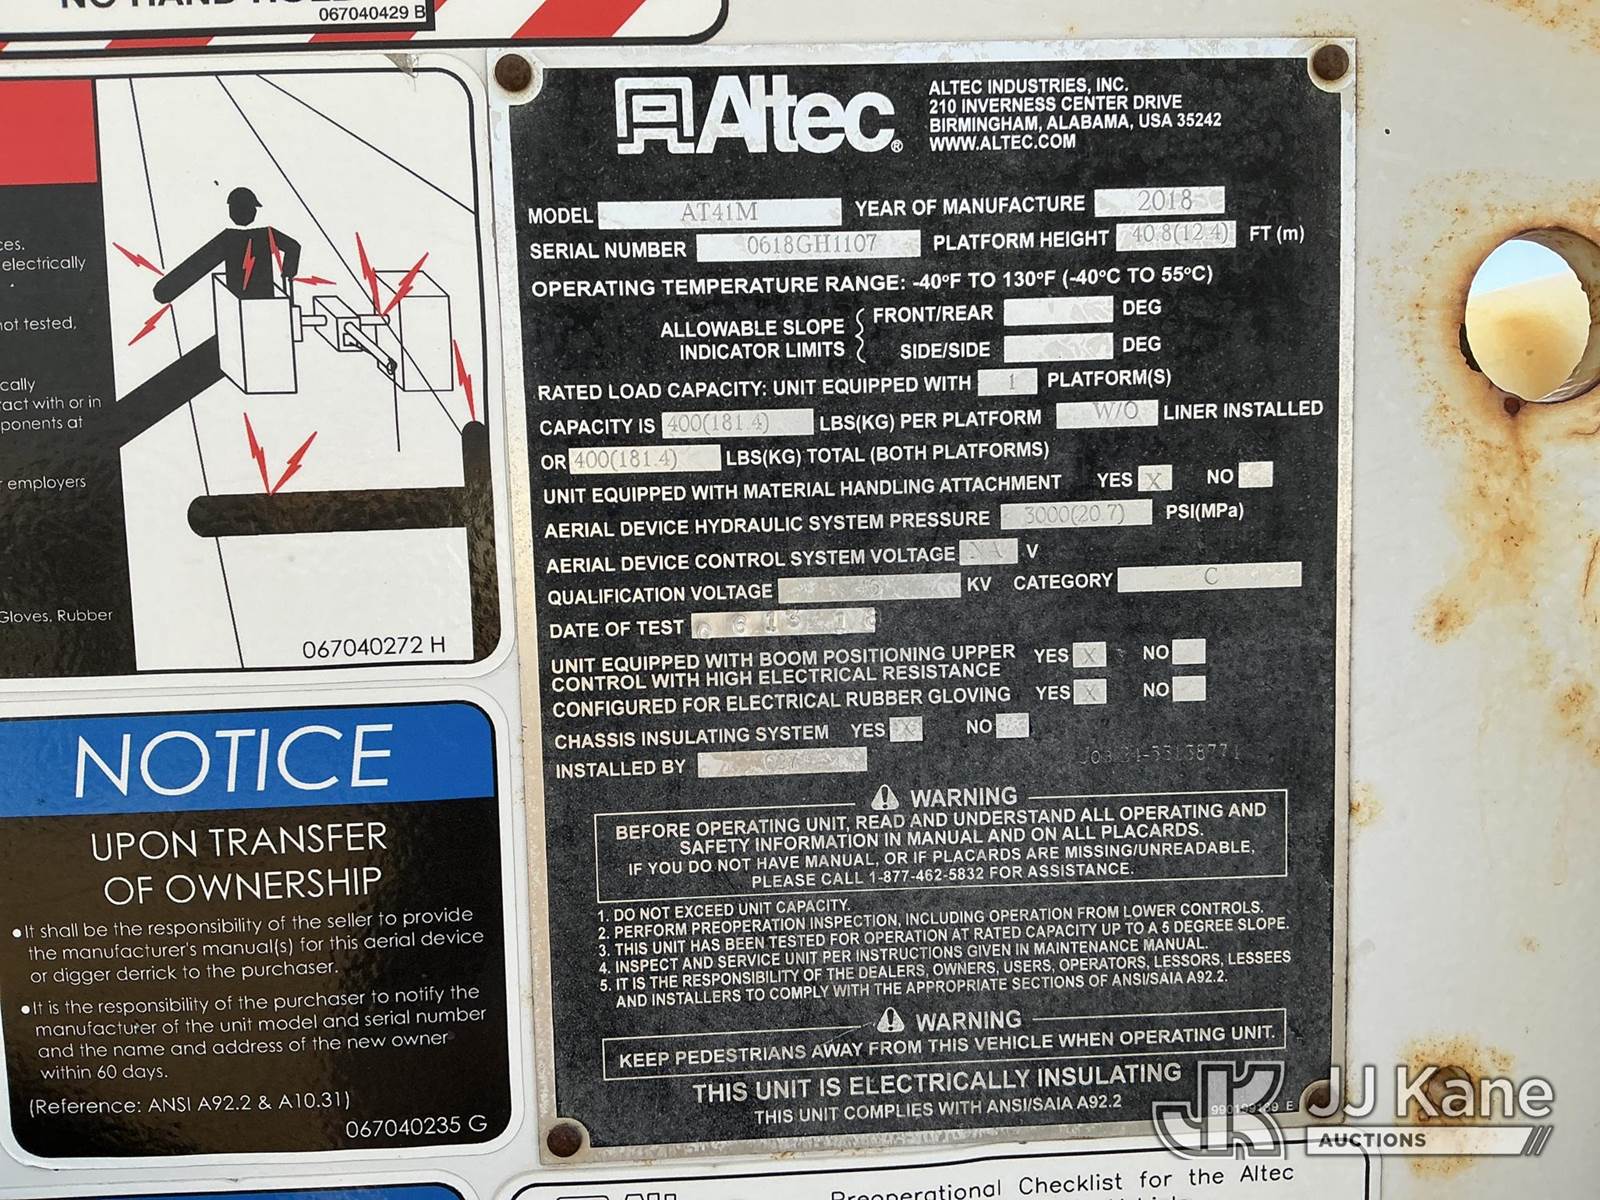 067040429 B
ces.
electrically
not tested,
cally
tact with or in
ponents at
r employers
Gloves, Rubber
067040272 H
NOTICE
UPON TRANSFER
OF OWNERSHIP
•It shall be the responsibility of the seller to provide
the manufacturer's manual(s) for this aerial device
or digger derrick to the purchaser.
•It is the responsibility of the purchaser to notify the
manufacturer of the unit model and serial number
and the name and address of the new owner
within 60 days.
(Reference: ANSI A92.2 & A10.31)
067040235 G
Altec®
ALTEC INDUSTRIES, INC.
210 INVERNESS CENTER DRIVE
BIRMINGHAM, ALABAMA, USA 35242
WWW.ALTEC.COM
MODEL AT41M YEAR OF MANUFACTURE 2018
SERIAL NUMBER 0618GH1107 PLATFORM HEIGHT 40.8(12.4) FT (m)
OPERATING TEMPERATURE RANGE: -40ºF TO 130ºF (-40ºC TO 55ºC)
ALLOWABLE SLOPE INDICATOR LIMITS
FRONT/REAR DEG
SIDE/SIDE DEG
RATED LOAD CAPACITY: UNIT EQUIPPED WITH 1 PLATFORM(S)
CAPACITY IS 400(181.4) LBS(KG) PER PLATFORM W/O LINER INSTALLED
OR 400(181.4) LBS(KG) TOTAL (BOTH PLATFORMS)
UNIT EQUIPPED WITH MATERIAL HANDLING ATTACHMENT YES X NO
AERIAL DEVICE HYDRAULIC SYSTEM PRESSURE 3000(20.7) PSI(MPa)
AERIAL DEVICE CONTROL SYSTEM VOLTAGE NA V
QUALIFICATION VOLTAGE KV CATEGORY C
DATE OF TEST
UNIT EQUIPPED WITH BOOM POSITIONING UPPER
CONTROL WITH HIGH ELECTRICAL RESISTANCE YES X NO
CONFIGURED FOR ELECTRICAL RUBBER GLOVING YES X NO
CHASSIS INSULATING SYSTEM YES X NO
INSTALLED BY
WARNING
BEFORE OPERATING UNIT, READ AND UNDERSTAND ALL OPERATING AND
SAFETY INFORMATION IN MANUAL AND ON ALL PLACARDS.
IF YOU DO NOT HAVE MANUAL, OR IF PLACARDS ARE MISSING/UNREADABLE,
PLEASE CALL 1-877-462-5832 FOR ASSISTANCE.
1. DO NOT EXCEED UNIT CAPACITY.
2. PERFORM PREOPERATION INSPECTION, INCLUDING OPERATION FROM LOWER CONTROLS.
3. THIS UNIT HAS BEEN TESTED FOR OPERATION AT RATED CAPACITY UP TO A 5 DEGREE SLOPE.
4. INSPECT AND SERVICE UNIT PER INSTRUCTIONS GIVEN IN MAINTENANCE MANUAL.
5. IT IS THE RESPONSIBILITY OF THE DEALERS, OWNERS, USERS, OPERATORS, LESSORS, LESSEES
AND INSTALLERS TO COMPLY WITH THE APPROPRIATE SECTIONS OF ANSI/SAIA A92.2.
WARNING
KEEP PEDESTRIANS AWAY FROM THIS VEHICLE WHEN OPERATING UNIT.
THIS UNIT IS ELECTRICALLY INSULATING
THIS UNIT COMPLIES WITH ANSI/SAIA A92.2
JJ Kane
AUCTIONS
Preoperational Checklist for the Altec